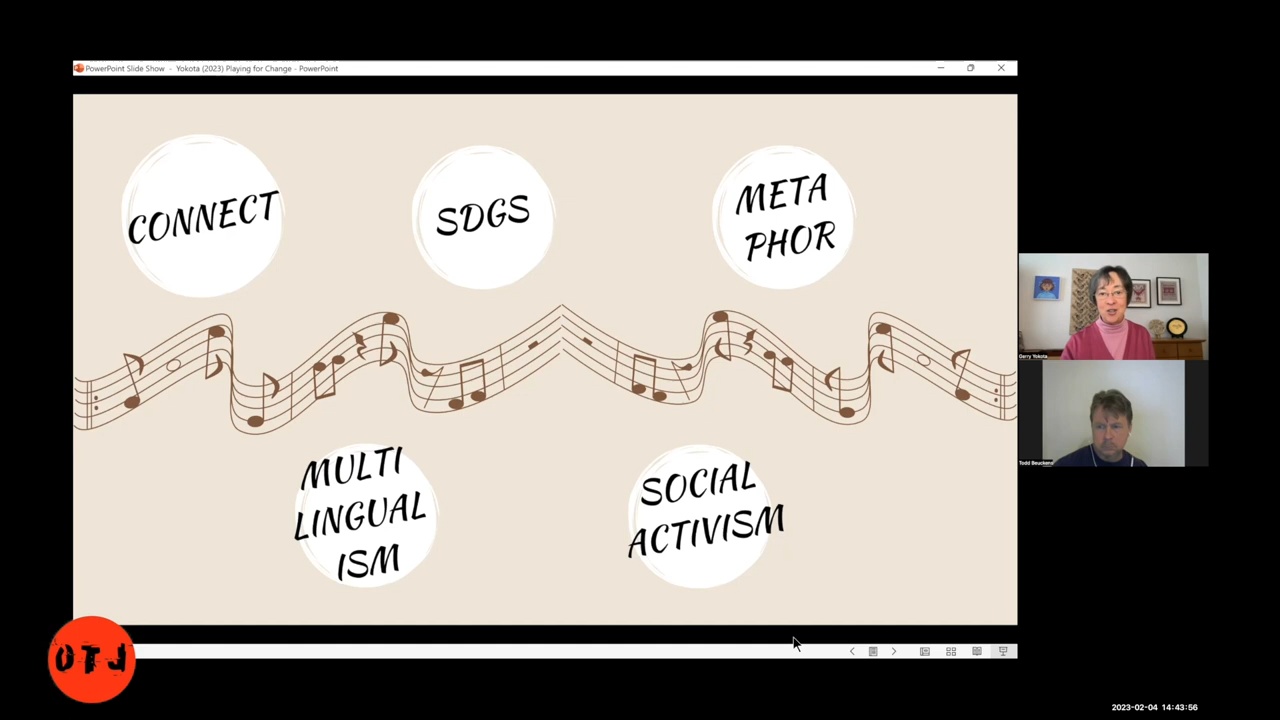 PowerPoint Slide Show - Yokota (2023) Playing for Change - PowerPoint
CONNECT
SDGS
META
PHOR
MULTI
LINGUAL
ISM
SOCIAL
ACTIVISM
Gerry Yokota
Todd Beuckens
OTJ
2023-02-04 14:43:56